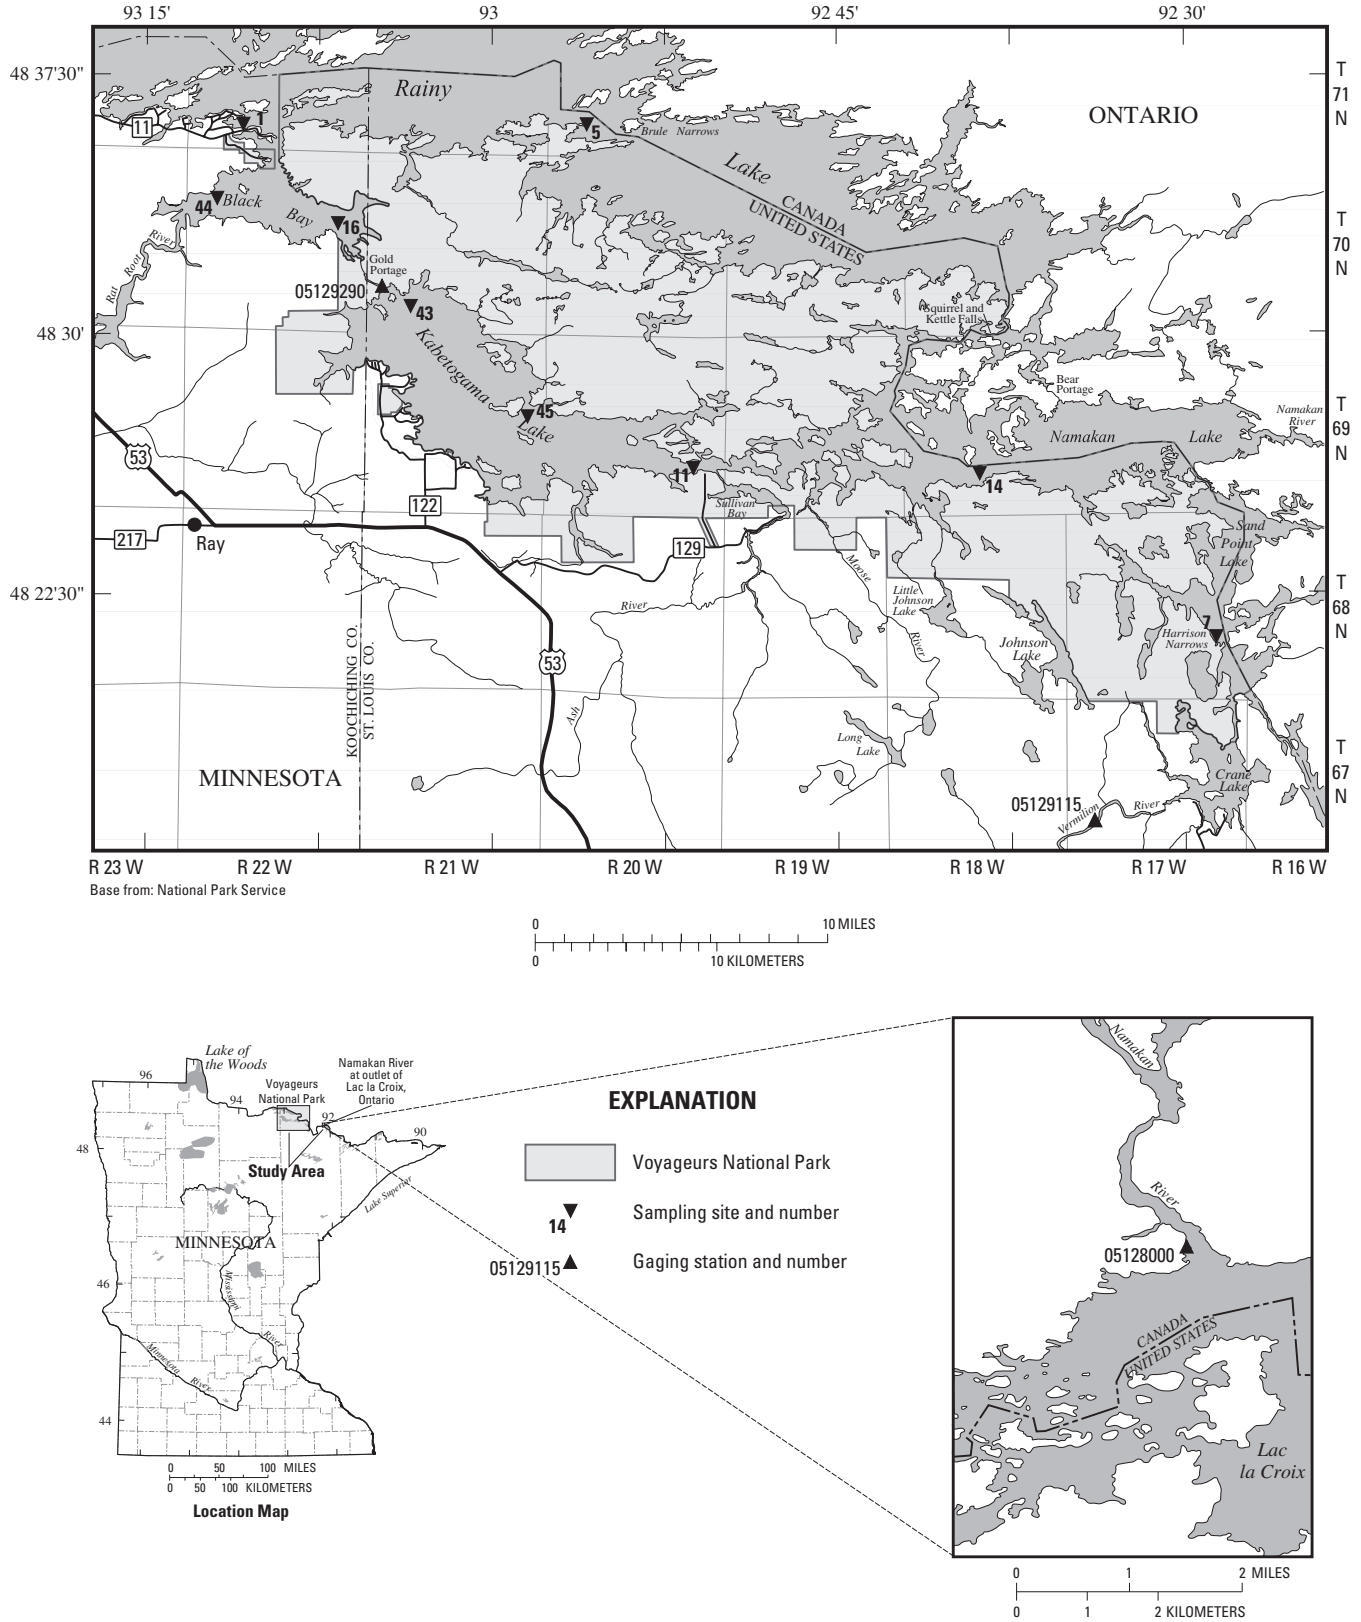 93 15'
93
92 45'
92 30'
48 37'30"
48 30'
48 22'30"
T
71
N
T
70
N
T
69
N
T
68
N
T
67
N
Rainy
Lake
ONTARIO
11
1
5
Brule Narrows
CANADA
UNITED STATES
44
Black
Bay
16
Rat Root
River
Gold
Portage
05129290
43
Kabetogama
Lake
45
Squirrel and
Kettle Falls
Bear
Portage
Namakan
River
Namakan
Lake
53
11
14
122
Sullivan
Bay
Sand
Point
Lake
217
Ray
129
Moose
River
Little
Johnson
Lake
River
Ash
Johnson
Lake
7
Harrison
Narrows
KOOCHICHING CO.
ST. LOUIS CO.
53
Long
Lake
MINNESOTA
Crane
Lake
05129115
Vermilion
River
R 23 W
R 22 W
R 21 W
R 20 W
R 19 W
R 18 W
R 17 W
R 16 W
Base from: National Park Service
0
10 MILES
0
10 KILOMETERS
Lake of
the Woods
96
94
92
90
48
46
44
Voyageurs
National Park
Namakan River
at outlet of
Lac la Croix,
Ontario
Study Area
Lake Superior
MINNESOTA
Mississippi
River
Minnesota
River
0 50 100 MILES
0 50 100 KILOMETERS
Location Map
EXPLANATION
Voyageurs National Park
14
Sampling site and number
05129115
Gaging station and number
Namakan
River
05128000
CANADA
UNITED STATES
Lac
la Croix
0 1 2 MILES
0 1 2 KILOMETERS